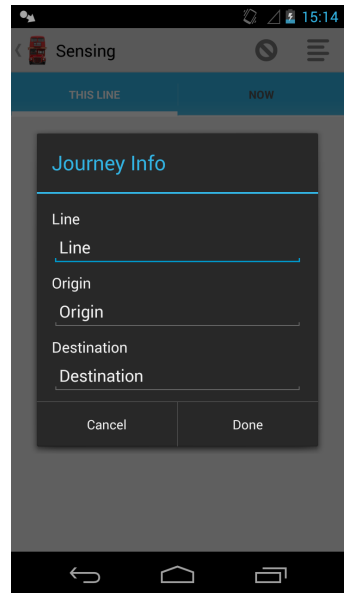 15:14
Sensing
THIS LINE
NOW
Journey Info
Line
Line
Origin
Origin
Destination
Destination
Cancel
Done